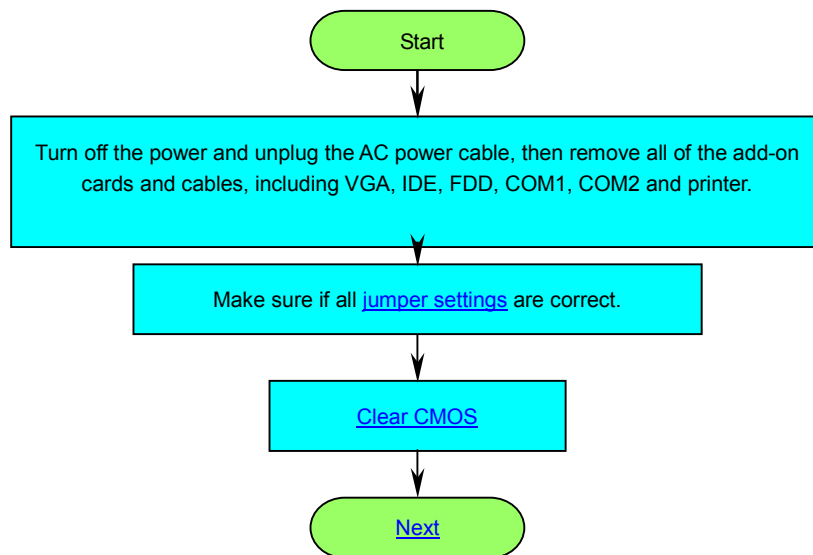 Start
Turn off the power and unplug the AC power cable, then remove all of the add-on
cards and cables, including VGA, IDE, FDD, COM1, COM2 and printer.
Make sure if all jumper settings are correct.
Clear CMOS
Next